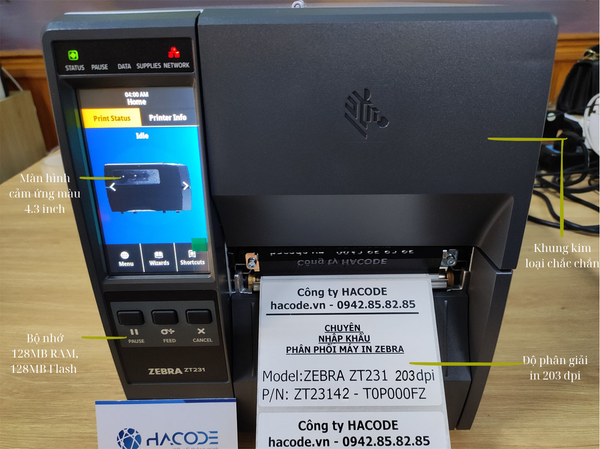 STATUS PAUSE DATA SUPPLIES NETWORK
04:00 AM
Home
Print Status Printer Info
Idle
Menu Wizards Shortcuts
PAUSE FEED CANCEL
ZEBRA ZT231
Màn hình
cảm ứng màu
4.3 inch
Bộ nhớ
128MB RAM,
128MB Flash
Khung kim
loại chắc chắn
Độ phân giải
in 203 dpi
Công ty HACODE
Công ty HACODE
hacode.vn - 0942.85.82.85
CHUYÊN
NHẬP KHẨU
PHÂN PHỐI MÁY IN ZEBRA
Model:ZEBRA ZT231 203dpi
P/N: ZT23142 - T0P000FZ
Công ty HACODE
hacode.vn - 0942.85.82.85
HACODE